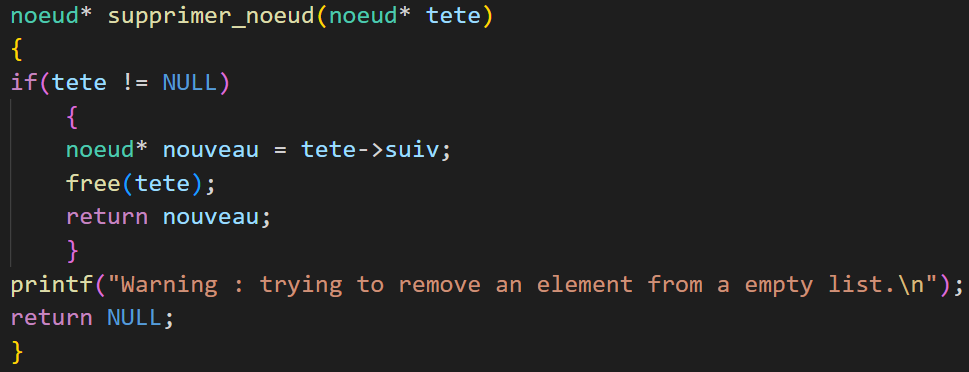 noeud* supprimer_noeud(noeud* tete)
{
if(tete != NULL)
{
noeud* nouveau = tete->suiv;
free(tete);
return nouveau;
}
printf("Warning : trying to remove an element from a empty list.\n");
return NULL;
}